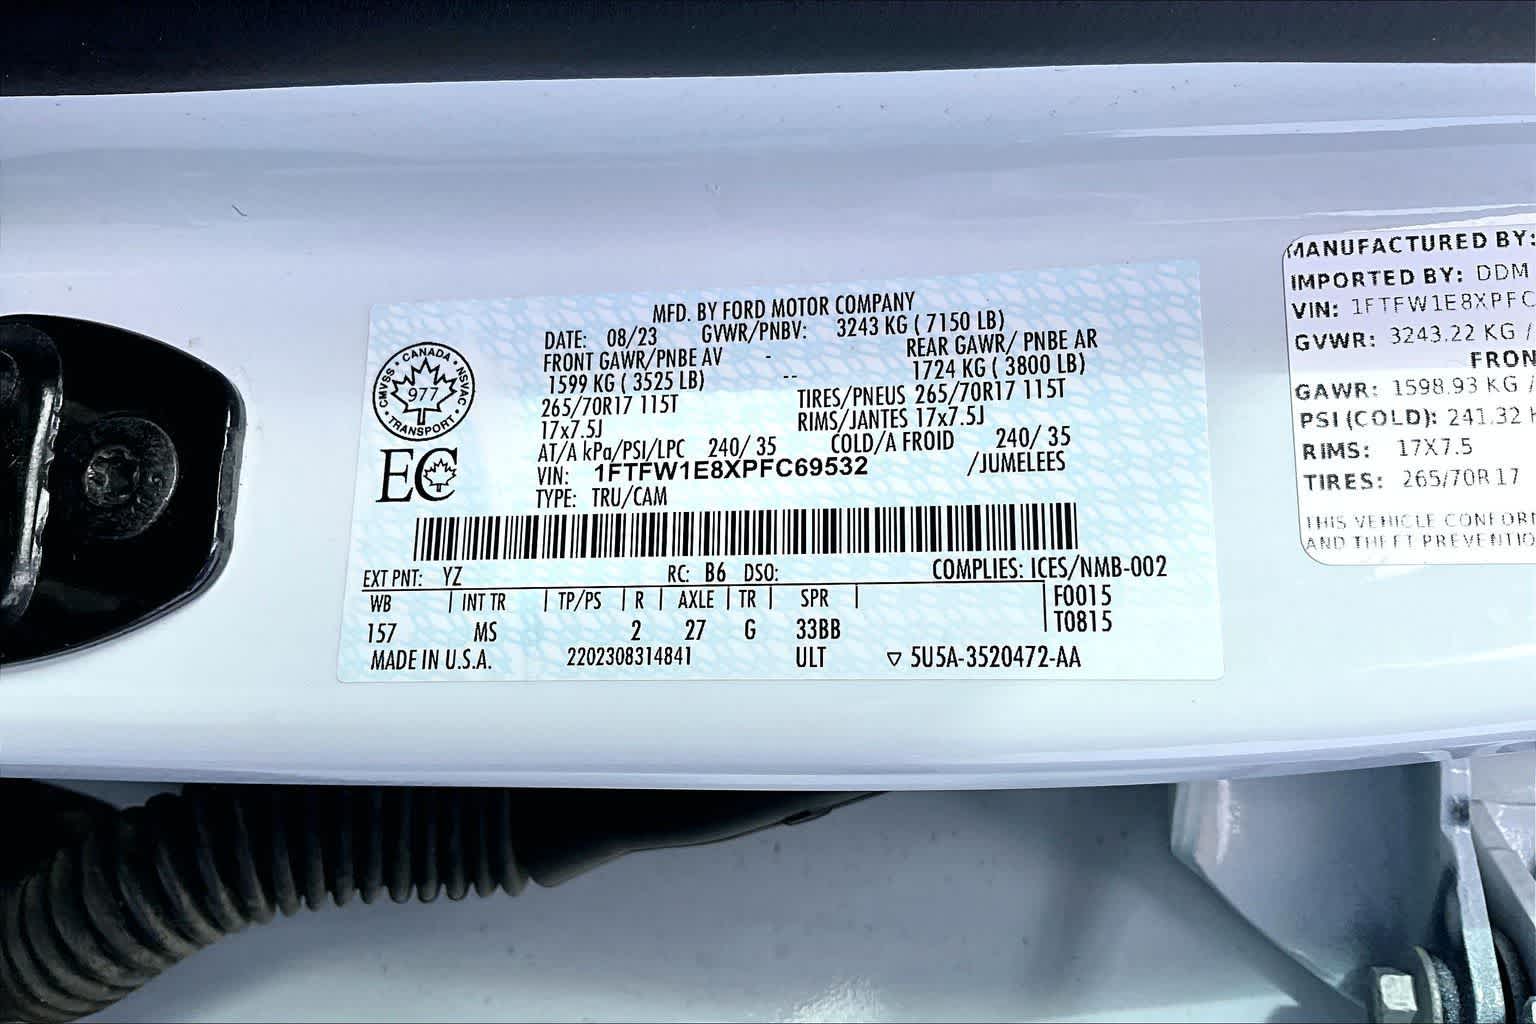 MFD. BY FORD MOTOR COMPANY
DATE: 08/23 GVWR/PNBV: 3243 KG ( 7150 LB)
FRONT GAWR/PNBE AV - REAR GAWR/ PNBE AR
1599 KG ( 3525 LB) -- 1724 KG ( 3800 LB)
265/70R17 115T TIRES/PNEUS 265/70R17 115T
17x7.5J RIMS/JANTES 17x7.5J
AT/A kPa/PSI/LPC 240/ 35 COLD/A FROID 240/ 35
VIN: 1FTFW1E8XPFC69532 /JUMELEES
TYPE: TRU/CAM
CANADA
CMVSS 977 NSVAC
TRANSPORT
EC
EXT PNT: YZ RC: B6 DSO: COMPLIES: ICES/NMB-002
WB | INT TR | TP/PS | R | AXLE | TR | SPR | F0015
157 MS 2 27 G 33BB T0815
MADE IN U.S.A. 2202308314841 ULT ▽ 5U5A-3520472-AA
MANUFACTURED BY:
IMPORTED BY: DDM
VIN: 1FTFW1E8XPFC
GVWR: 3243.22 KG /
FRON
GAWR: 1598.93 KG /
PSI (COLD): 241.32
RIMS: 17X7.5
TIRES: 265/70R 17
THIS VEHICLE CONFOR
AND THEFT PREVENTIO